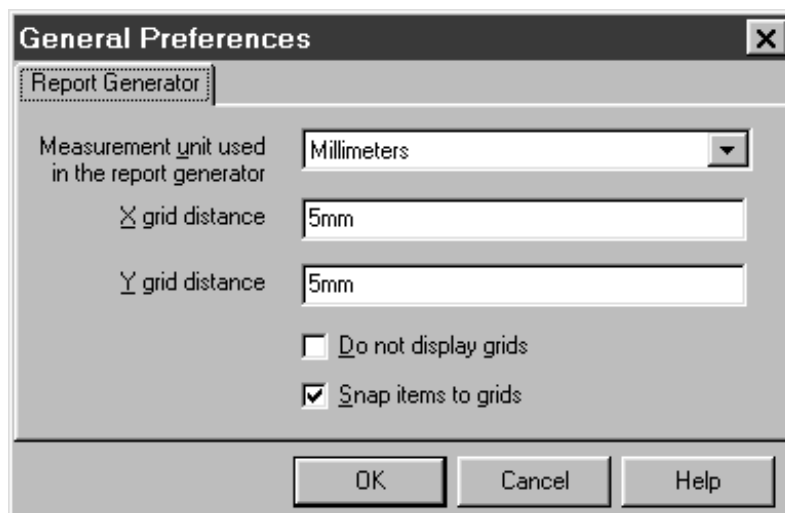 General Preferences
Report Generator
Measurement unit used
in the report generator
Millimeters
X grid distance
5mm
Y grid distance
5mm
Do not display grids
Snap items to grids
OK
Cancel
Help